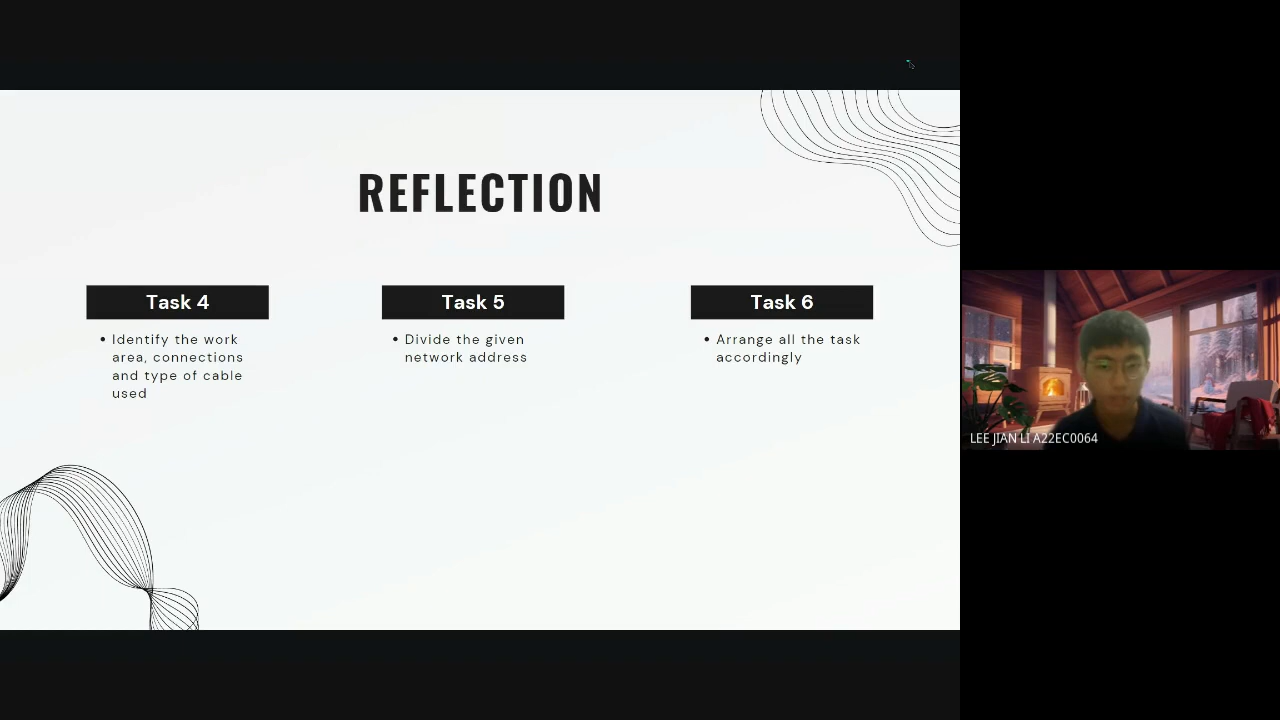 REFLECTION
Task 4
• Identify the work
area, connections
and type of cable
used
Task 5
• Divide the given
network address
Task 6
• Arrange all the task
accordingly
LEE JIAN LI A22EC0064